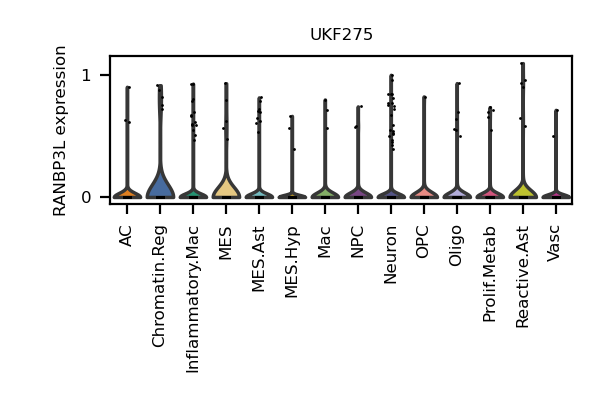 UKF275
RANBP3L expression
1
0
AC
Chromatin.Reg
Inflammatory.Mac
MES
MES.Ast
MES.Hyp
Mac
NPC
Neuron
OPC
Oligo
Prolif.Metab
Reactive.Ast
Vasc